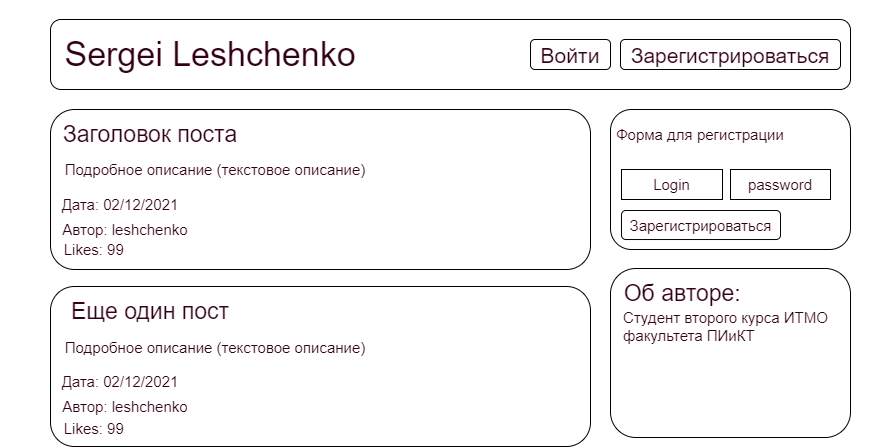 Sergei Leshchenko
Войти
Зарегистрироваться
Заголовок поста
Подробное описание (текстовое описание)
Дата: 02/12/2021
Автор: leshchenko
Likes: 99
Форма для регистрации
Login
password
Зарегистрироваться
Еще один пост
Подробное описание (текстовое описание)
Дата: 02/12/2021
Автор: leshchenko
Likes: 99
Об авторе:
Студент второго курса ИТМО
факультета ПИиКТ